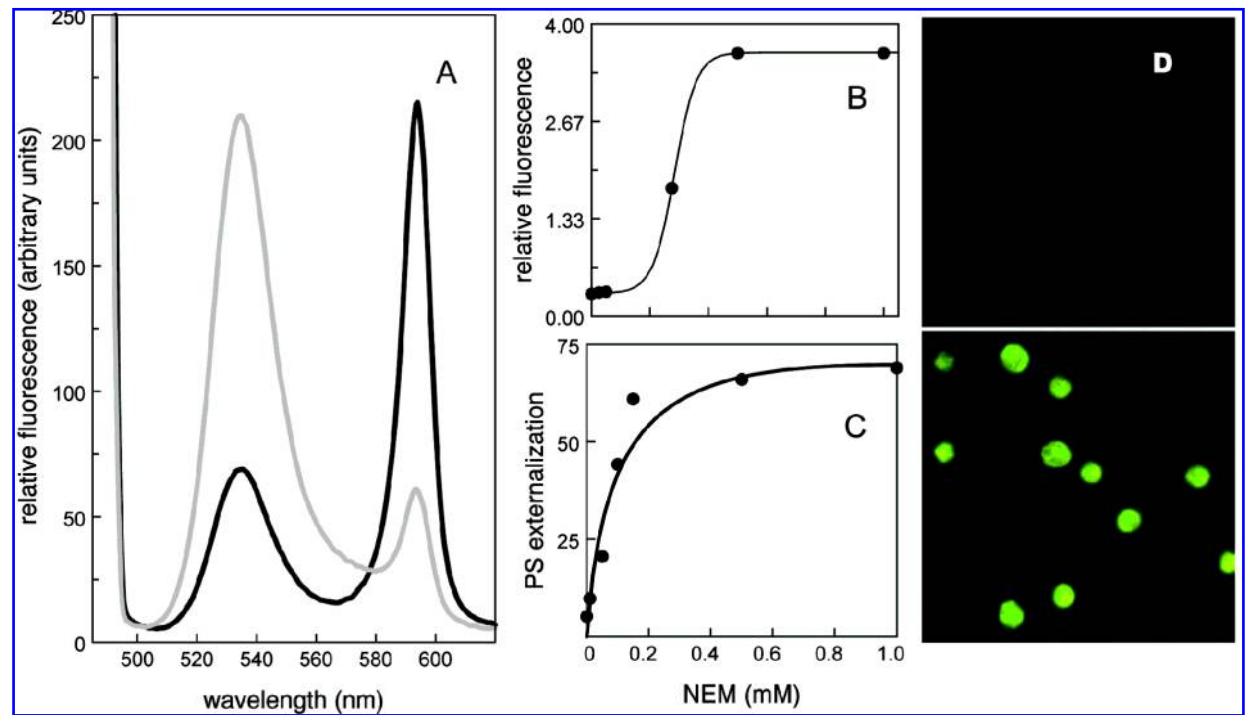 A
relative fluorescence (arbitrary units)
250
200
150
100
50
0
500 520 540 560 580 600
wavelength (nm)
B
relative fluorescence
4.00
2.67
1.33
0.00
C
PS externalization
75
50
25
0 0.2 0.4 0.6 0.8 1.0
NEM (mM)
D